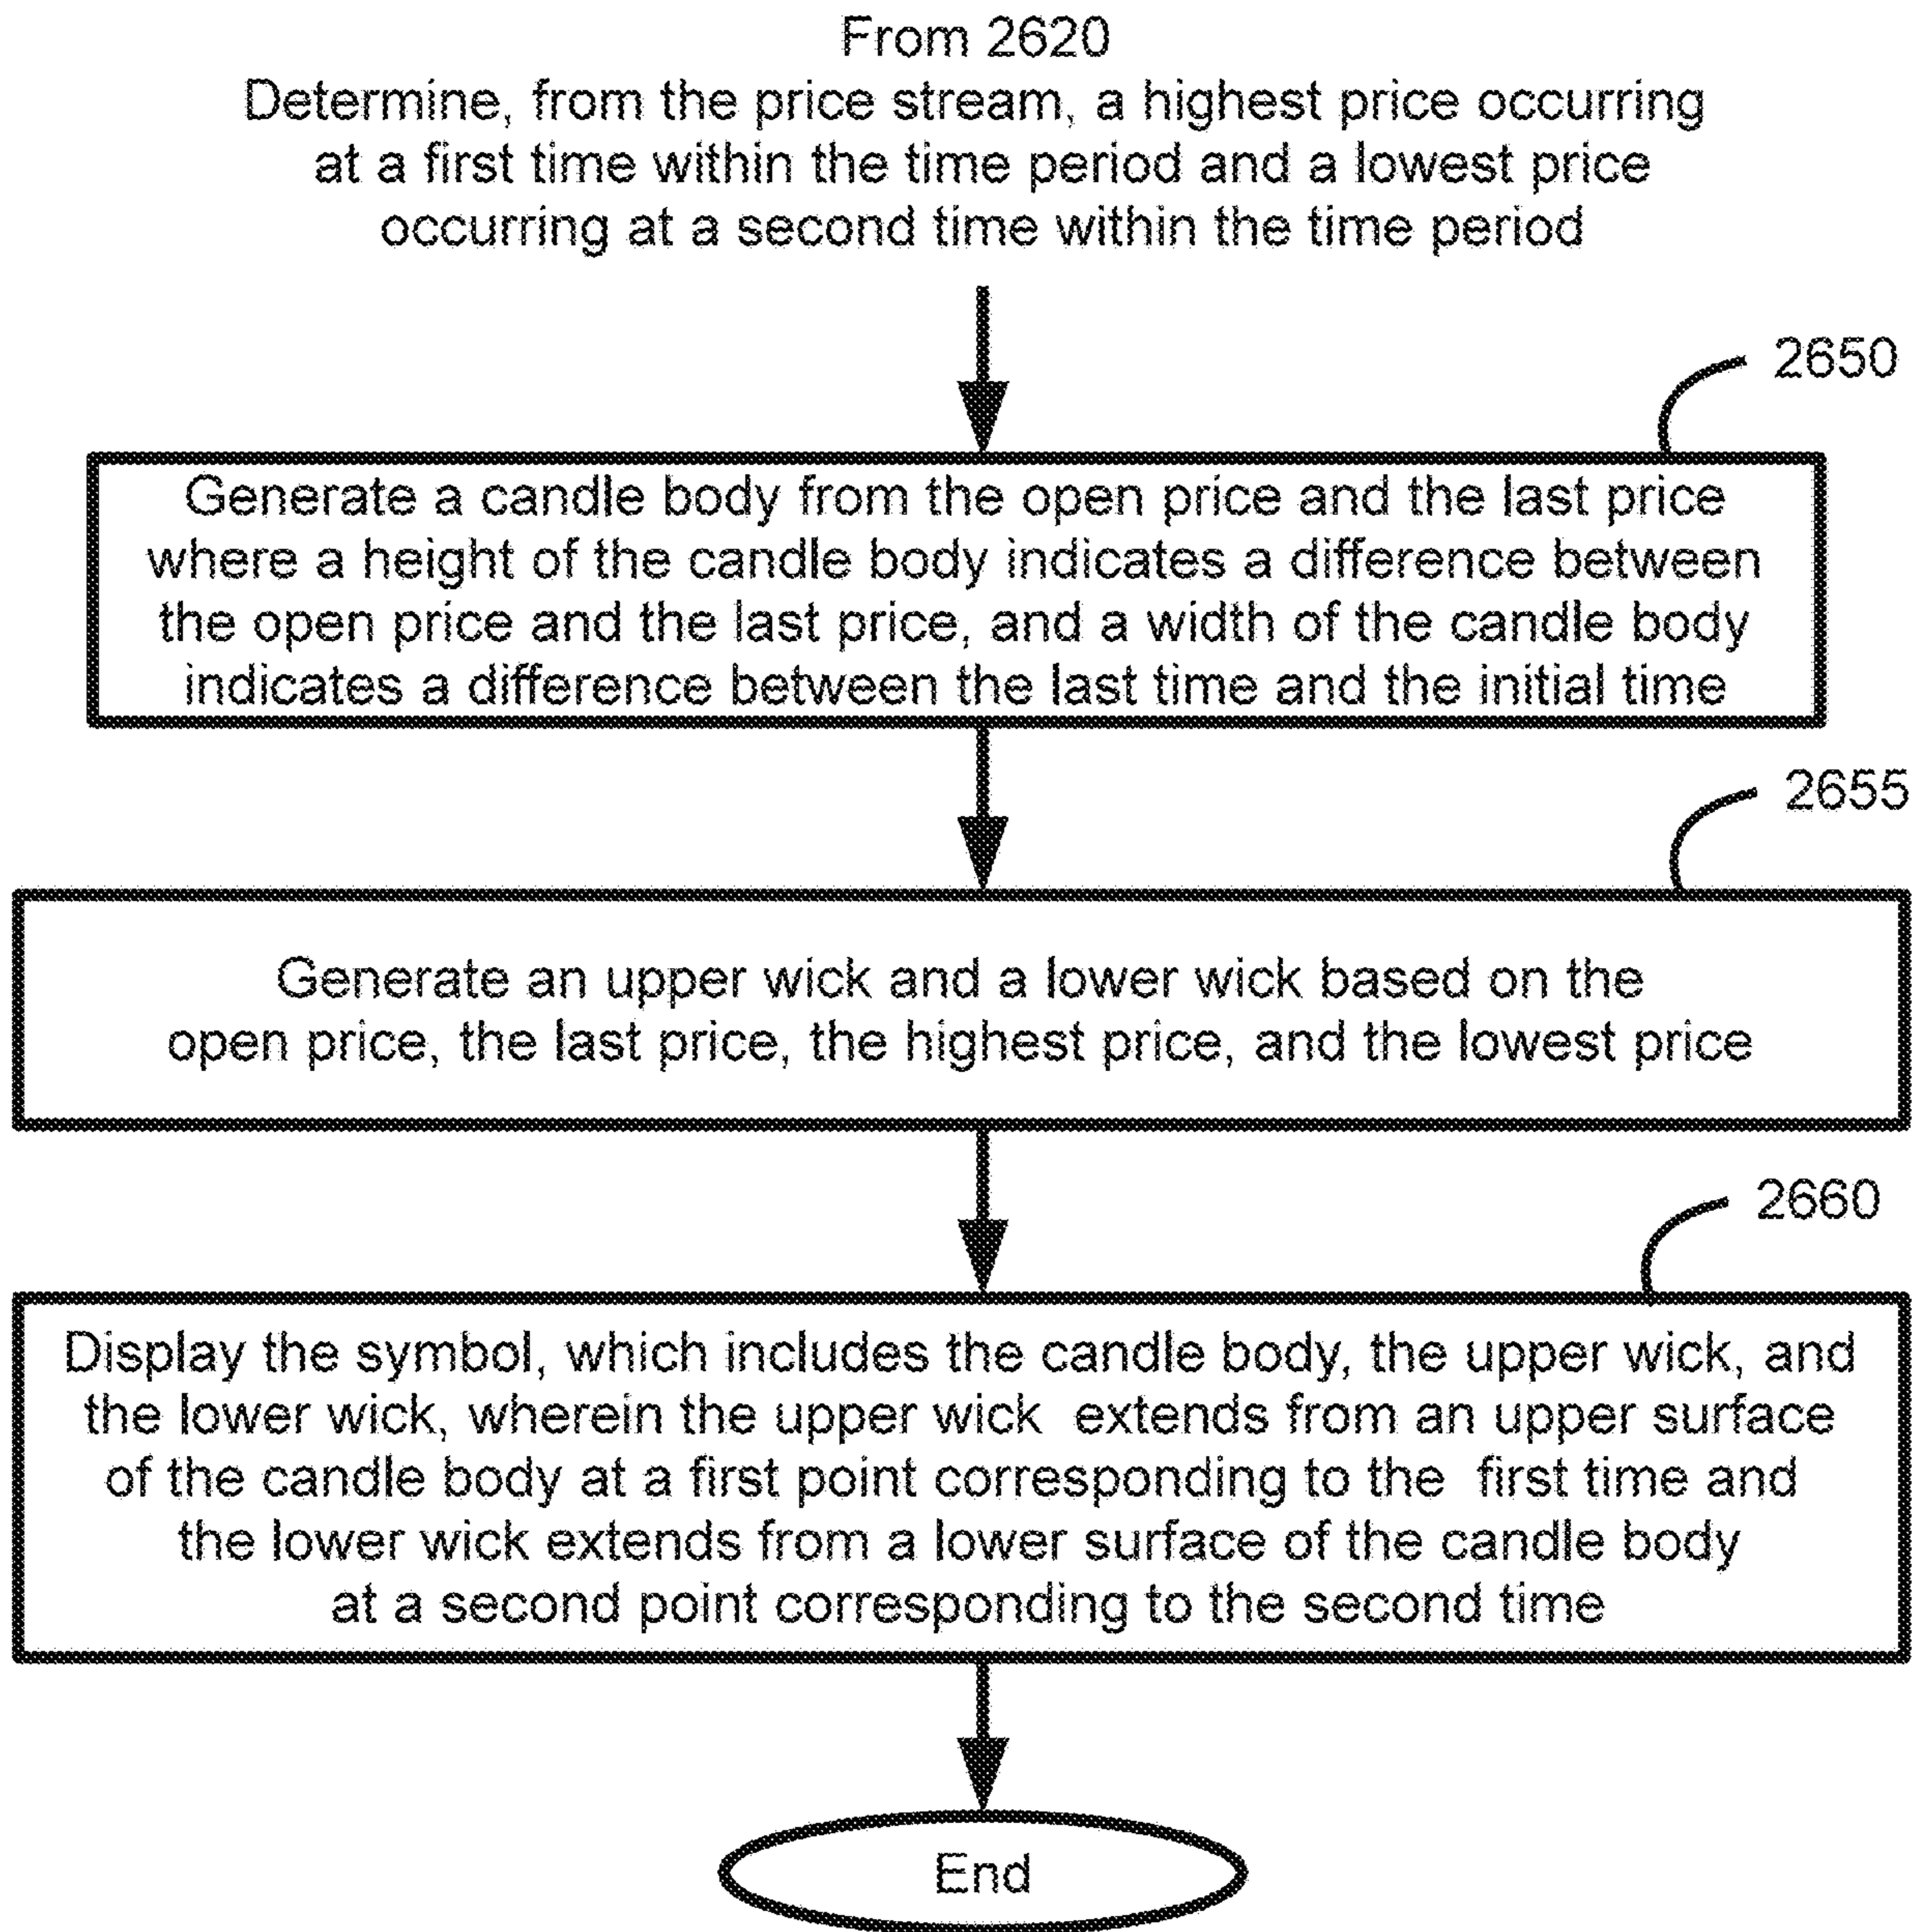 From 2620
Determine, from the price stream, a highest price occurring
at a first time within the time period and a lowest price
occurring at a second time within the time period
2650
Generate a candle body from the open price and the last price
where a height of the candle body indicates a difference between
the open price and the last price, and a width of the candle body
indicates a difference between the last time and the initial time
2655
Generate an upper wick and a lower wick based on the
open price, the last price, the highest price, and the lowest price
2660
Display the symbol, which includes the candle body, the upper wick, and
the lower wick, wherein the upper wick extends from an upper surface
of the candle body at a first point corresponding to the first time and
the lower wick extends from a lower surface of the candle body
at a second point corresponding to the second time
End